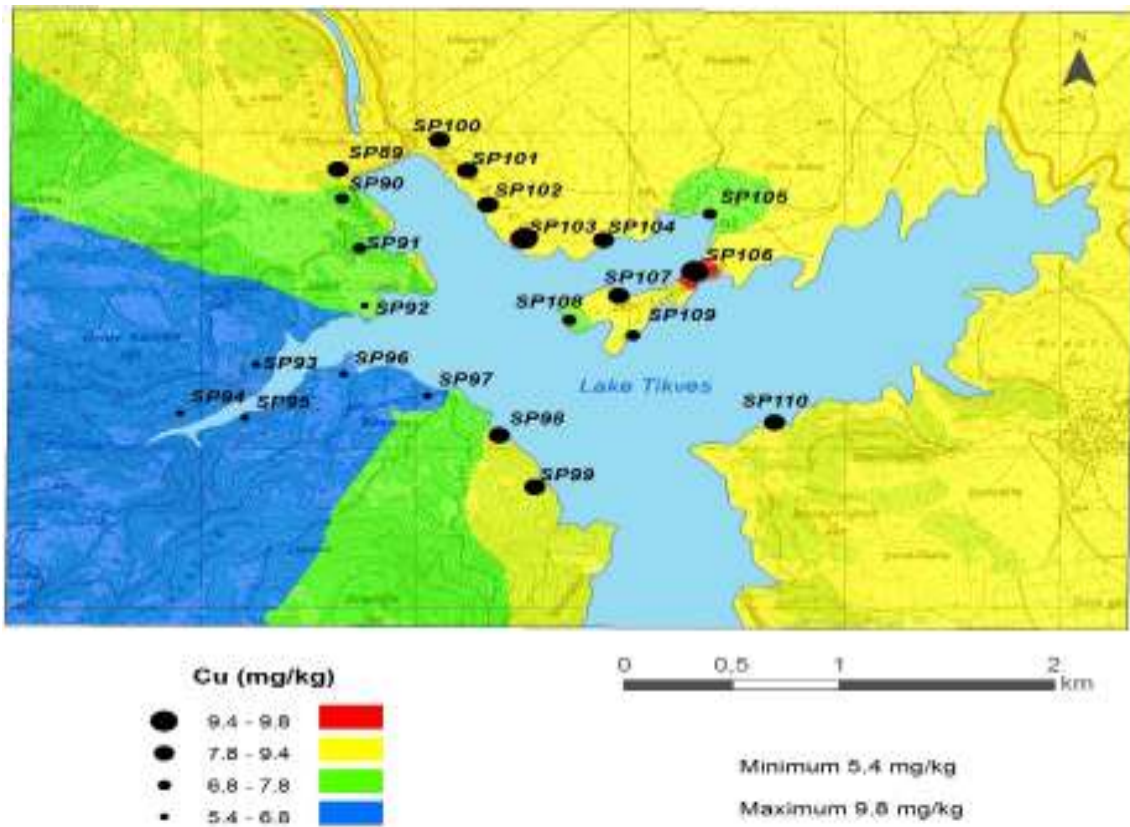 N
SP100
SP89
SP101
SP90
SP102
SP105
SP103
SP104
SP91
SP106
SP107
SP92
SP108
SP109
SP93
SP96
SP97
Lake Tikves
SP94
SP95
SP98
SP110
SP99
Cu (mg/kg)
0 0,5 1 2
km
9.4 - 9.8
7.8 - 9.4
6.8 - 7.8
5.4 - 6.8
Minimum 5.4 mg/kg
Maximum 9.8 mg/kg